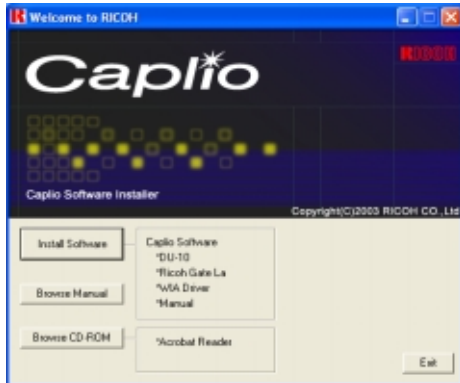 Welcome to RICOH
RICOH
Caplio
Caplio Software Installer
Copyright(C)2003 RICOH CO.,Ltd
Install Software
Caplio Software
*DU-10
*Ricoh Gate La
*WIA Driver
*Manual
Browse Manual
Browse CD-ROM
*Acrobat Reader
Exit